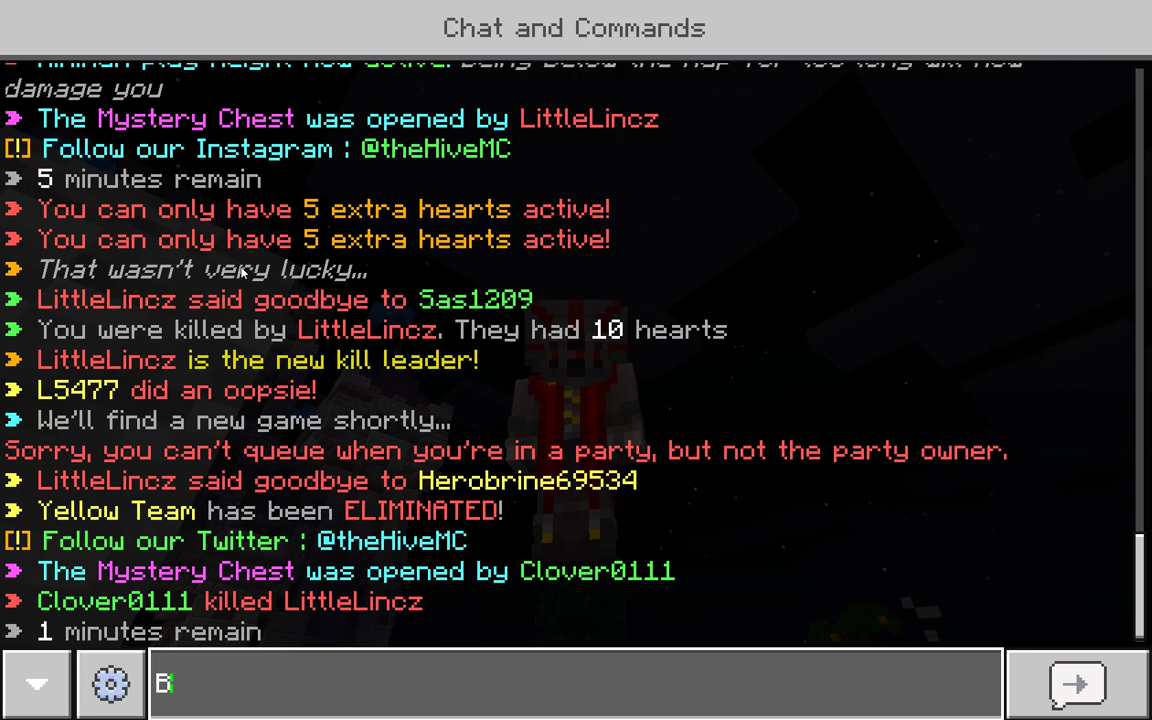 Chat and Commands
damage you
The Mystery Chest was opened by LittleLincz
[!] Follow our Instagram : @theHiveMC
5 minutes remain
You can only have 5 extra hearts active!
You can only have 5 extra hearts active!
That wasn't very lucky...
LittleLincz said goodbye to Sas1209
You were killed by LittleLincz. They had 10 hearts
LittleLincz is the new kill leader!
L5477 did an oopsie!
We'll find a new game shortly...
Sorry, you can't queue when you're in a party, but not the party owner.
LittleLincz said goodbye to Herobrine69534
Yellow Team has been ELIMINATED!
[!] Follow our Twitter : @theHiveMC
The Mystery Chest was opened by Clover0111
Clover0111 killed LittleLincz
1 minutes remain